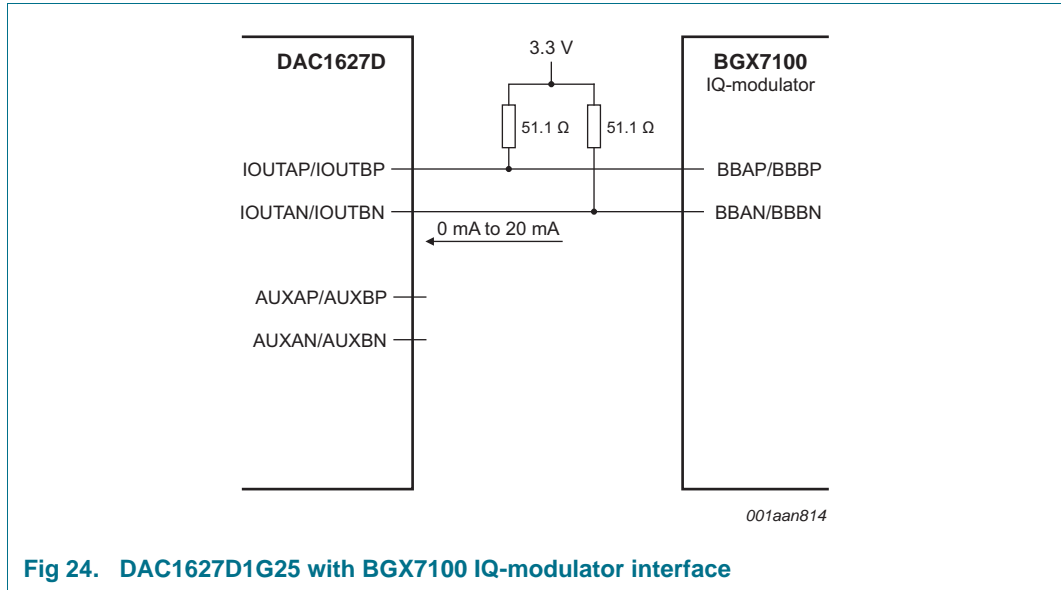 3.3 V
DAC1627D
BGX7100
IQ-modulator
51.1 Ω
51.1 Ω
IOUTAP/IOUTBP
BBAP/BBBP
IOUTAN/IOUTBN
BBAN/BBBN
0 mA to 20 mA
AUXAP/AUXBP
AUXAN/AUXBN
001aan814
Fig 24. DAC1627D1G25 with BGX7100 IQ-modulator interface